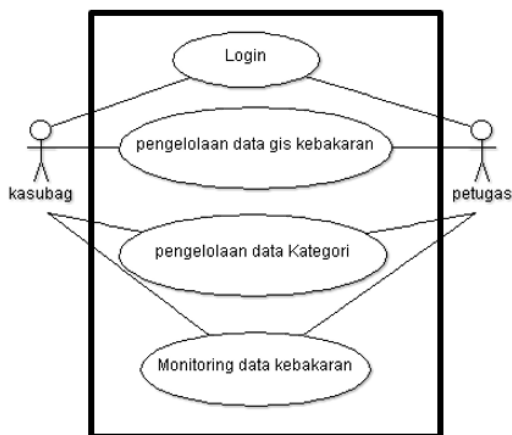 Login
pengelolaan data gis kebakaran
kasubag
petugas
pengelolaan data Kategori
Monitoring data kebakaran